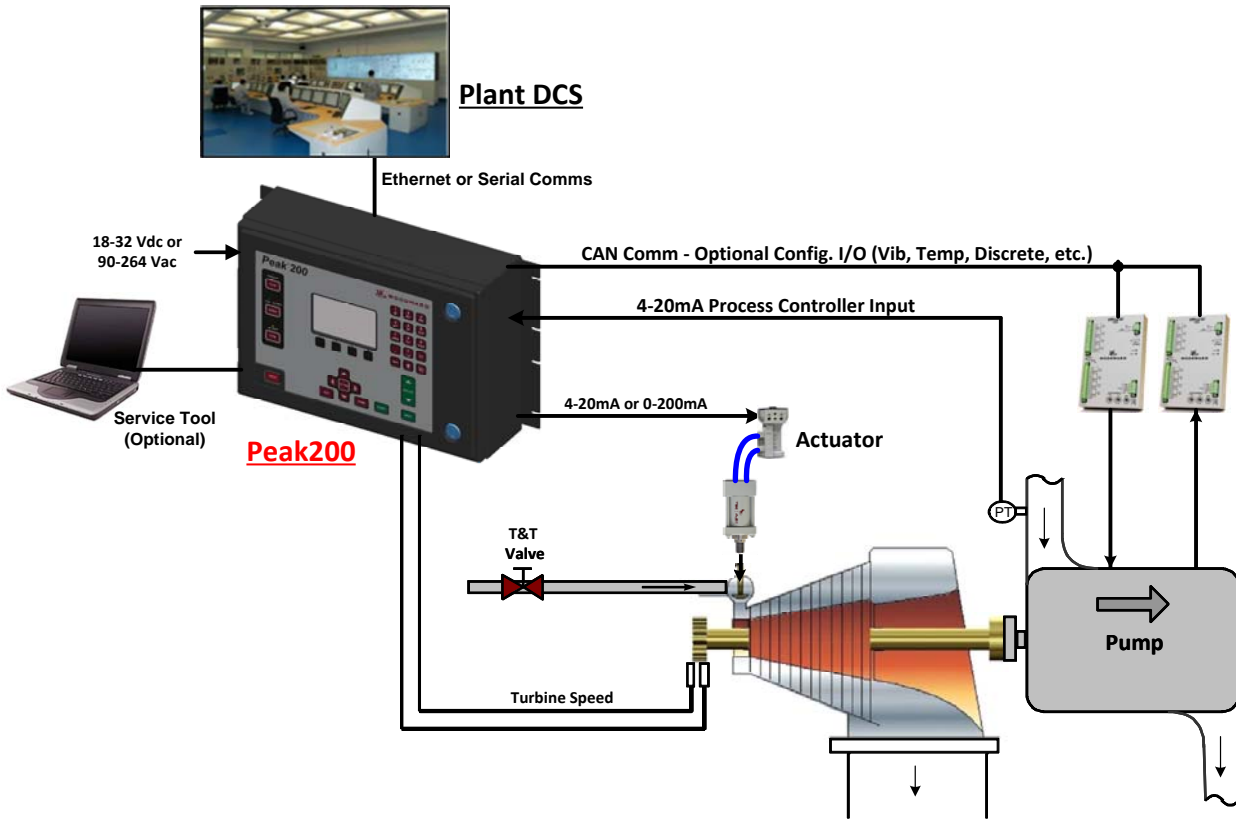 Plant DCS
Ethernet or Serial Comms
18-32 Vdc or
90-264 Vac
Peak 200
WOODWARD
CAN Comm - Optional Config. I/O (Vib, Temp, Discrete, etc.)
4-20mA Process Controller Input
4-20mA or 0-200mA
Actuator
Service Tool
(Optional)
Peak200
PT
T&T
Valve
Pump
Turbine Speed